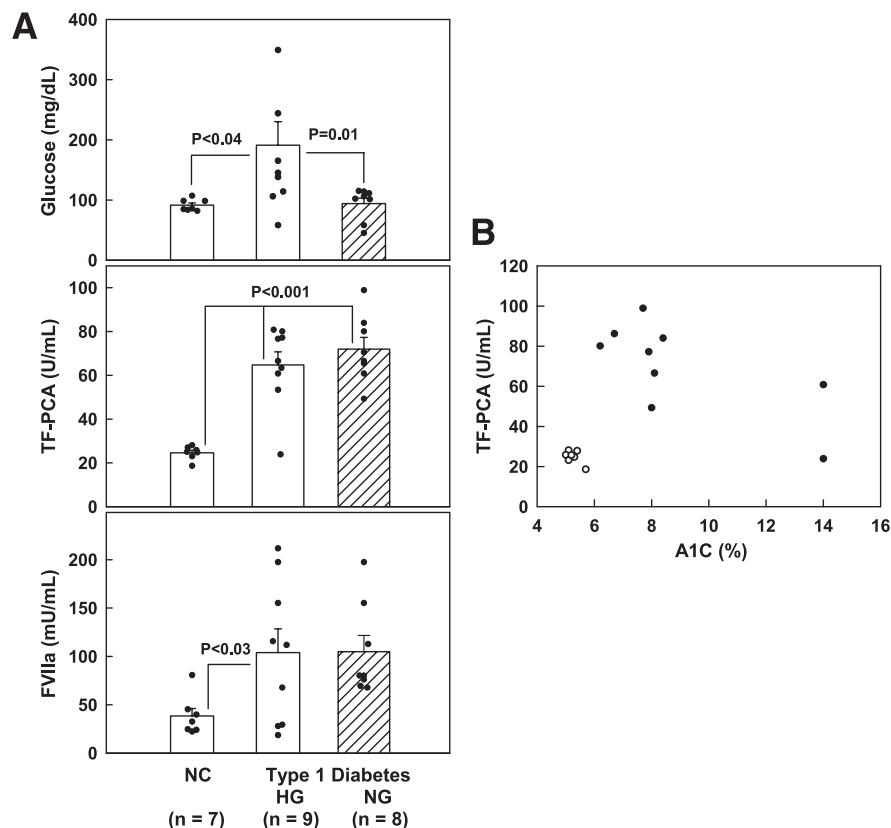 A
Glucose (mg/dL)
400
300
200
100
0
P<0.04
P=0.01
TF-PCA (U/mL)
100
80
60
40
20
0
P<0.001
FVIIa (mU/mL)
200
150
100
50
0
P<0.03
NC
Type 1 Diabetes
HG
NG
(n = 7)
(n = 9)
(n = 8)
B
TF-PCA (U/mL)
120
100
80
60
40
20
0
4
6
8
10
12
14
16
A1C (%)